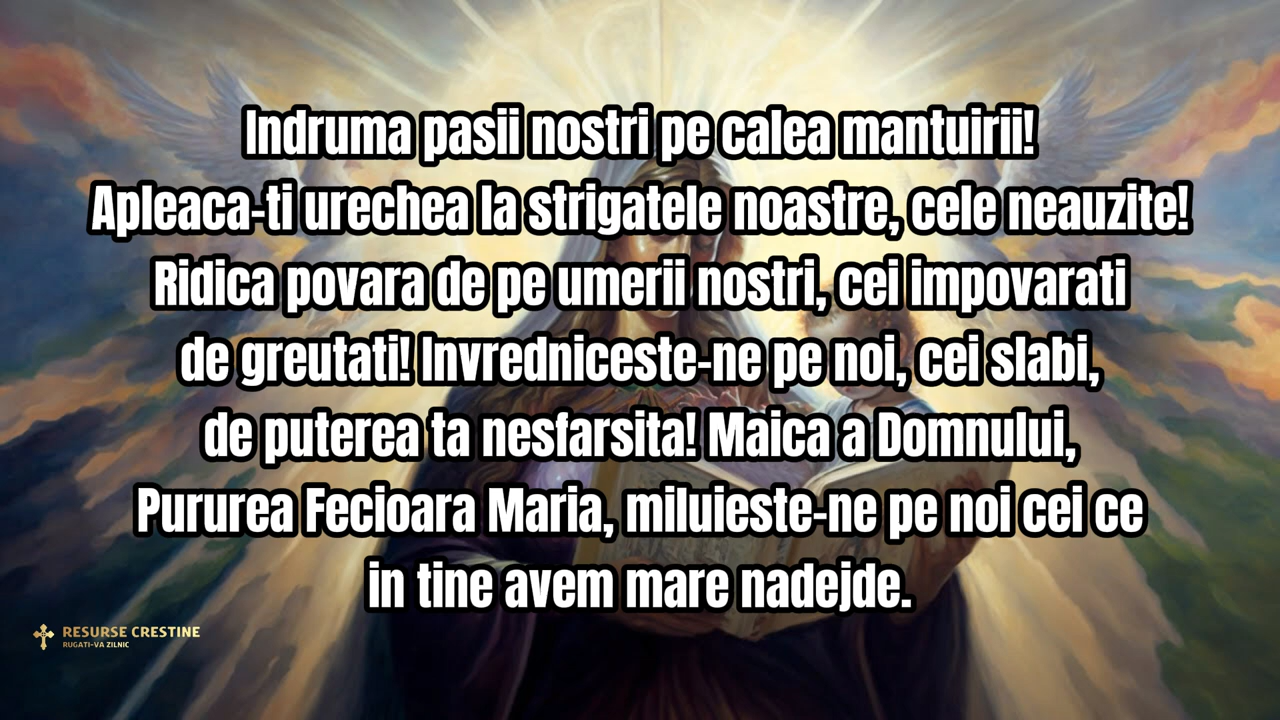 Indruma pasii nostri pe calea mantuirii!
Apleaca-ti urechea la strigatele noastre, cele neauzite!
Ridica povara de pe umerii nostri, cei impovarati
de greutati! Invredniceste-ne pe noi, cei slabi,
de puterea ta nesfarsita! Maica a Domnului,
Pururea Fecioara Maria, miluieste-ne pe noi cei ce
in tine avem mare nadejde.
RESURSE CRESTINE
RUGATI-VA ZILNIC